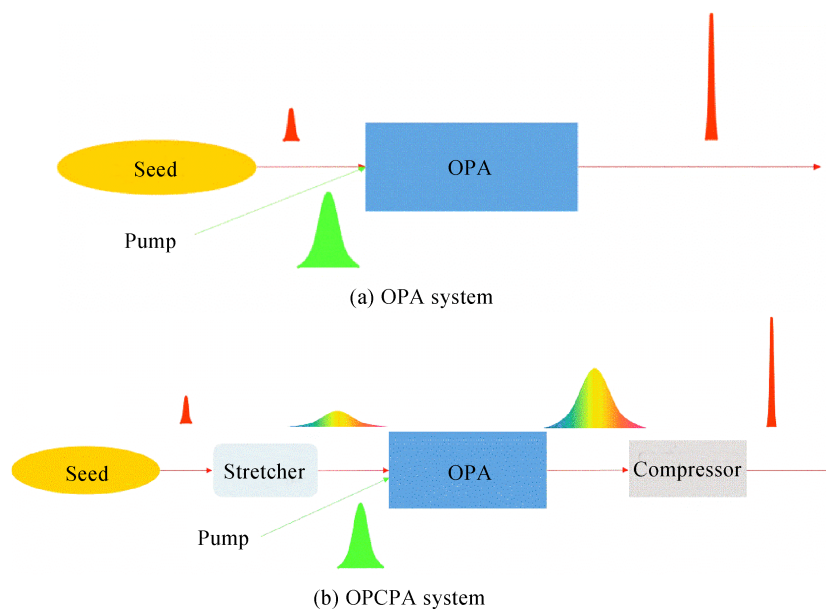 Seed
OPA
Pump
(a) OPA system
Seed
Stretcher
OPA
Compressor
Pump
(b) OPCPA system